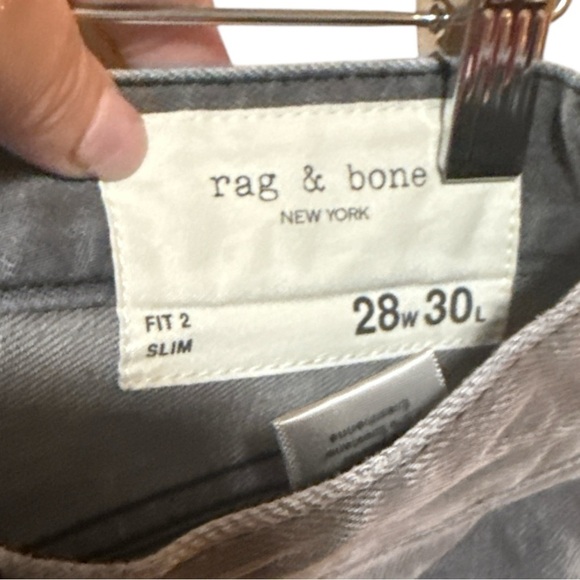 rag & bone
NEW YORK
FIT 2
SLIM
28W 30L